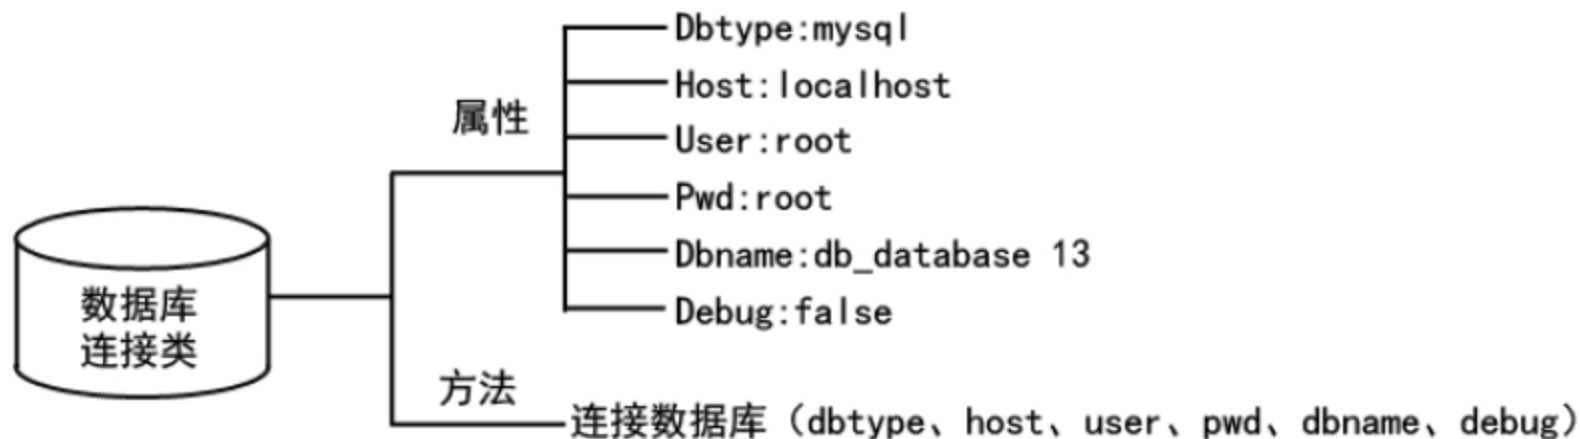 Dbtype:mysql
Host:localhost
属性
User:root
Pwd:root
Dbname:db_database 13
数据库
连接类
Debug:false
方法
连接数据库（dbtype、host、user、pwd、dbname、debug）